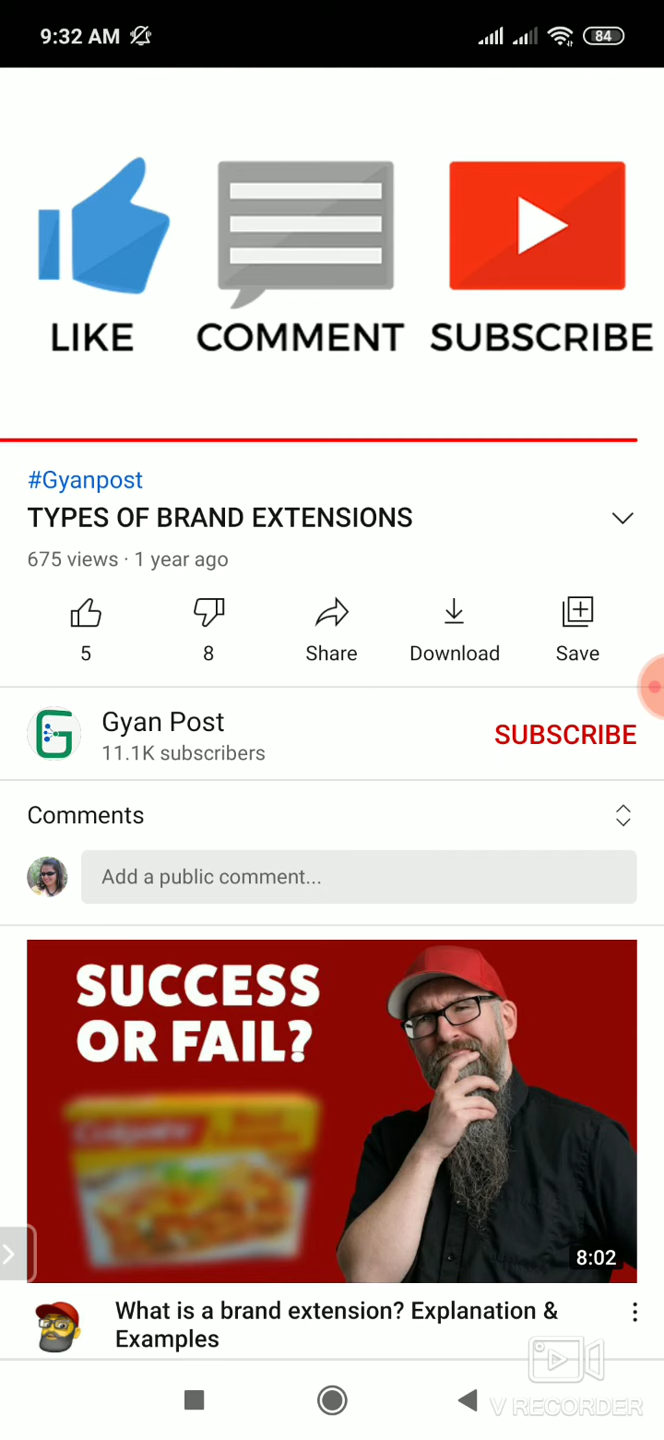 9:32 AM
84
LIKE COMMENT SUBSCRIBE
#Gyanpost
TYPES OF BRAND EXTENSIONS
675 views · 1 year ago
5 8 Share Download Save
Gyan Post
11.1K subscribers
SUBSCRIBE
Comments
Add a public comment...
SUCCESS
OR FAIL?
Colgate
8:02
What is a brand extension? Explanation &
Examples
V RECORDER